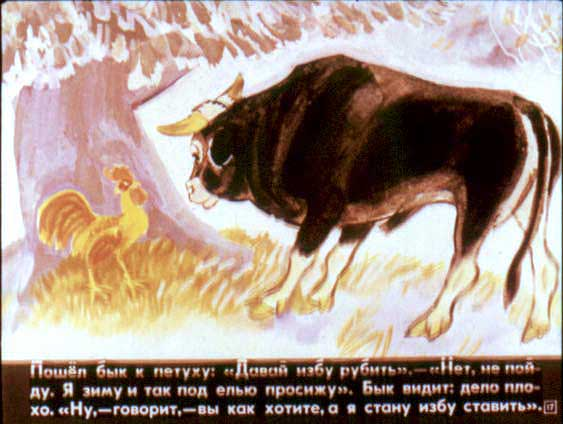 Пошёл бык к петуху: «Давай избу рубить».—«Нет, не пой-
ду. Я зиму и так под елью просижу». Бык видит: дело пло-
хо. «Ну,—говорит,—вы как хотите, а я стану избу ставить».
17